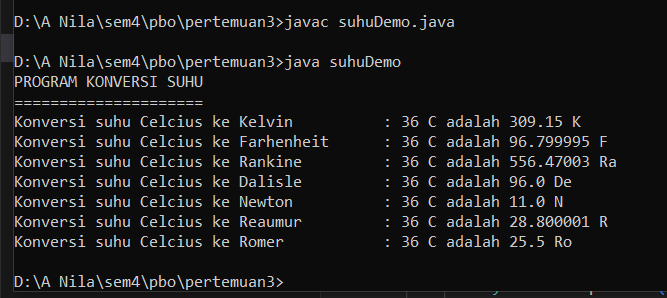 D:\A Nila\sem4\pbo\pertemuan3>javac suhuDemo.java
D:\A Nila\sem4\pbo\pertemuan3>java suhuDemo
PROGRAM KONVERSI SUHU
=====================
Konversi suhu Celcius ke Kelvin : 36 C adalah 309.15 K
Konversi suhu Celcius ke Farhenheit : 36 C adalah 96.799995 F
Konversi suhu Celcius ke Rankine : 36 C adalah 556.47003 Ra
Konversi suhu Celcius ke Dalisle : 36 C adalah 96.0 De
Konversi suhu Celcius ke Newton : 36 C adalah 11.0 N
Konversi suhu Celcius ke Reaumur : 36 C adalah 28.800001 R
Konversi suhu Celcius ke Romer : 36 C adalah 25.5 Ro
D:\A Nila\sem4\pbo\pertemuan3>